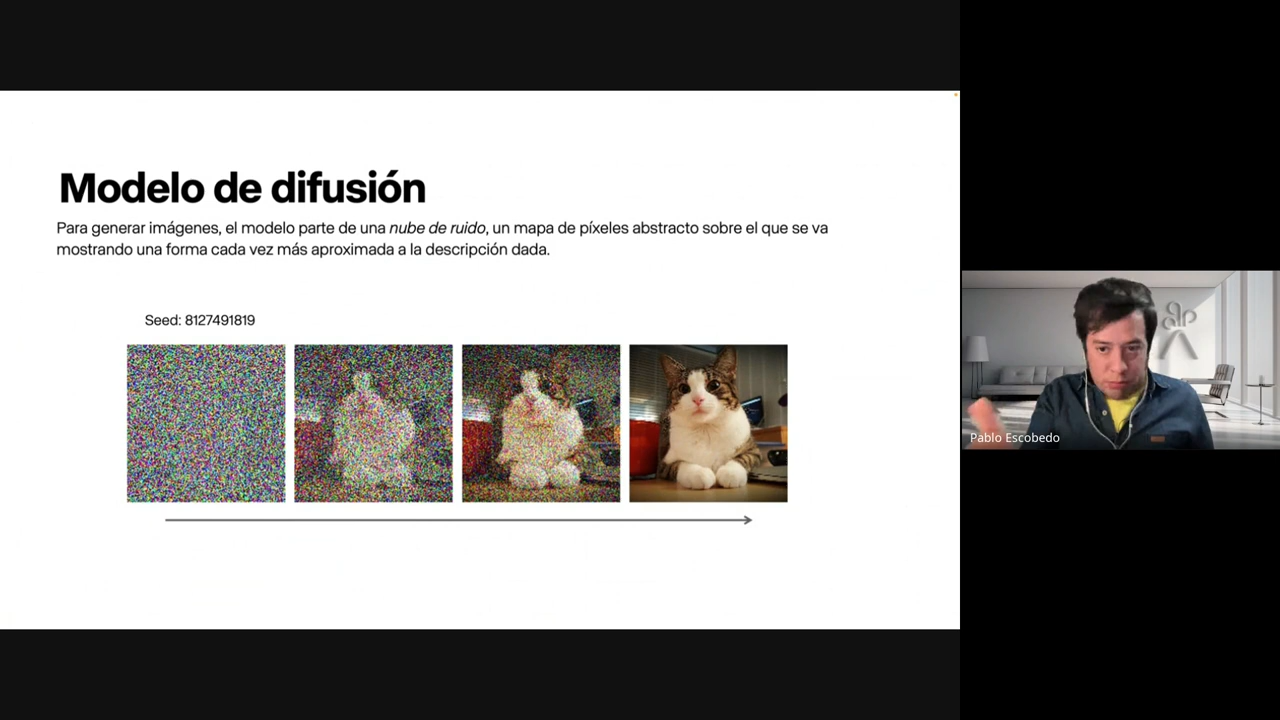 Modelo de difusión
Para generar imágenes, el modelo parte de una nube de ruido, un mapa de píxeles abstracto sobre el que se va
mostrando una forma cada vez más aproximada a la descripción dada.
Seed: 8127491819
Pablo Escobedo